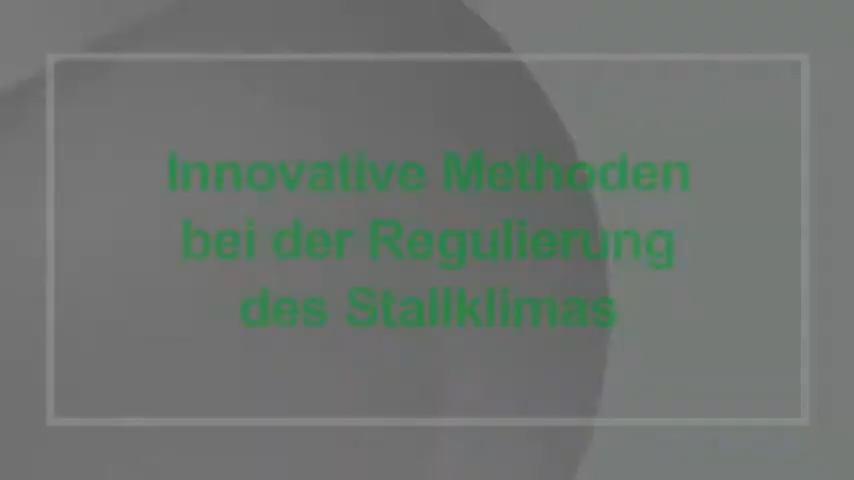 Innovative Methoden
bei der Regulierung
des Stallklimas